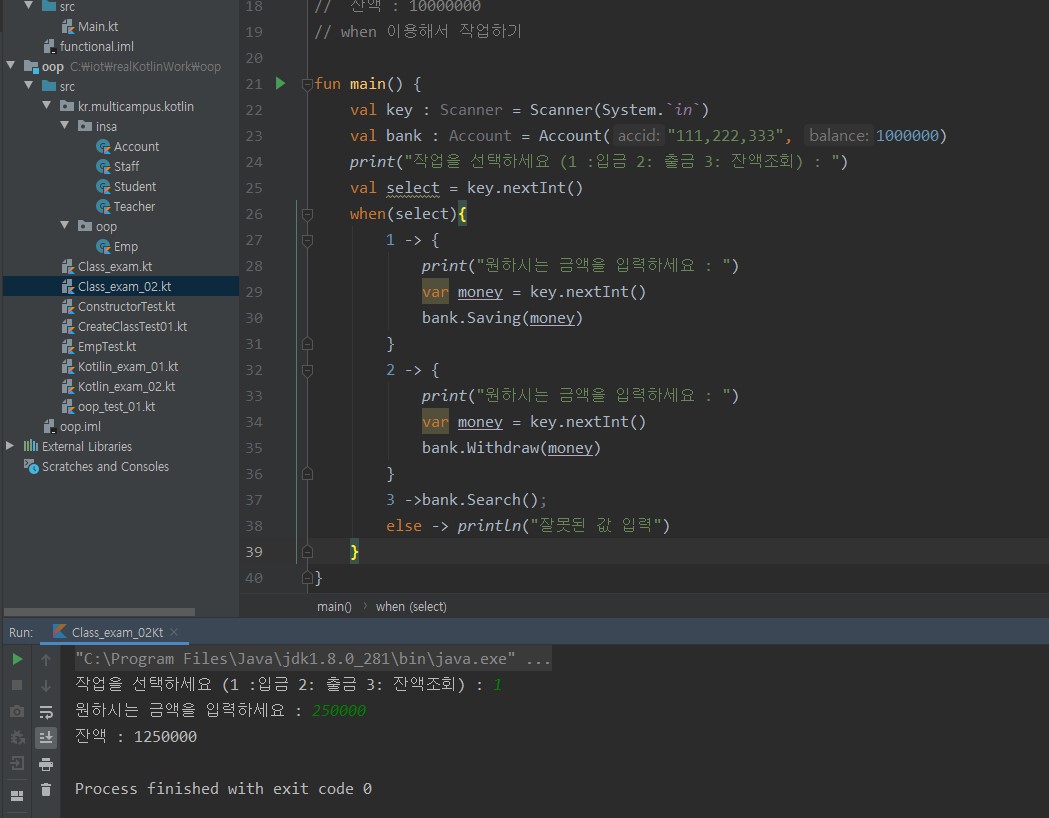 src
Main.kt
functional.iml
oop C:₩iot₩realKotlinWork₩oop
src
kr.multicampus.kotlin
insa
Account
Staff
Student
Teacher
oop
Emp
Class_exam.kt
Class_exam_02.kt
ConstructorTest.kt
CreateClassTest01.kt
EmpTest.kt
Kotilin_exam_01.kt
Kotlin_exam_02.kt
oop_test_01.kt
oop.iml
External Libraries
Scratches and Consoles
18 // 잔액 : 10000000
19 // when 이용해서 작업하기
20
21 fun main() {
22 val key : Scanner = Scanner(System.`in`)
23 val bank : Account = Account( accid: "111,222,333", balance: 1000000)
24 print("작업을 선택하세요 (1 :입금 2: 출금 3: 잔액조회) : ")
25 val select = key.nextInt()
26 when(select){
27 1 -> {
28 print("원하시는 금액을 입력하세요 : ")
29 var money = key.nextInt()
30 bank.Saving(money)
31 }
32 2 -> {
33 print("원하시는 금액을 입력하세요 : ")
34 var money = key.nextInt()
35 bank.Withdraw(money)
36 }
37 3 ->bank.Search();
38 else -> println("잘못된 값 입력")
39 }
40 }
main() › when (select)
Run: Class_exam_02Kt ×
"C:\Program Files\Java\jdk1.8.0_281\bin\java.exe" ...
작업을 선택하세요 (1 :입금 2: 출금 3: 잔액조회) : 1
원하시는 금액을 입력하세요 : 250000
잔액 : 1250000
Process finished with exit code 0